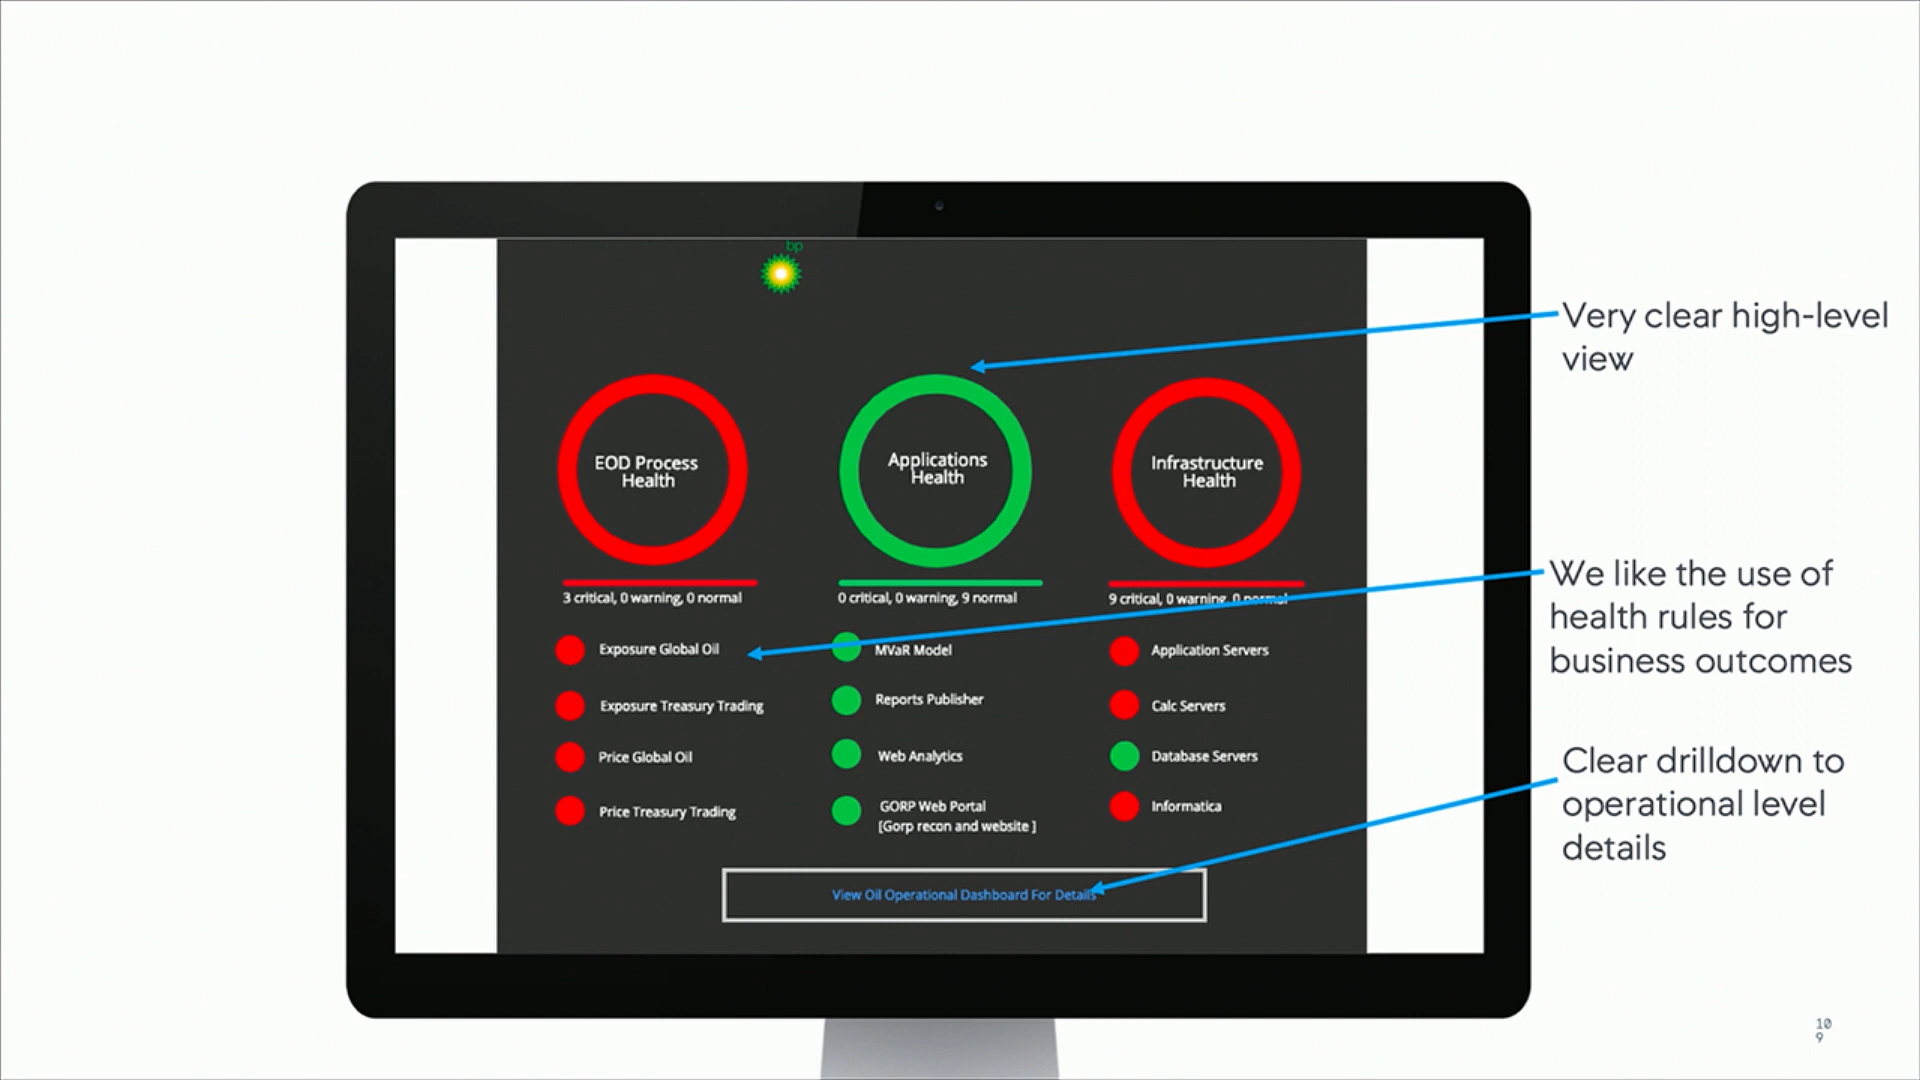 bp
Very clear high-level
view
EOD Process
Health
Applications
Health
Infrastructure
Health
3 critical, 0 warning, 0 normal
0 critical, 0 warning, 9 normal
9 critical, 0 warning, 0 normal
We like the use of
health rules for
business outcomes
Exposure Global Oil
MVaR Model
Application Servers
Exposure Treasury Trading
Reports Publisher
Calc Servers
Price Global Oil
Web Analytics
Database Servers
Price Treasury Trading
GORP Web Portal
[Gorp recon and website ]
Informatica
Clear drilldown to
operational level
details
View Oil Operational Dashboard For Details
10
9